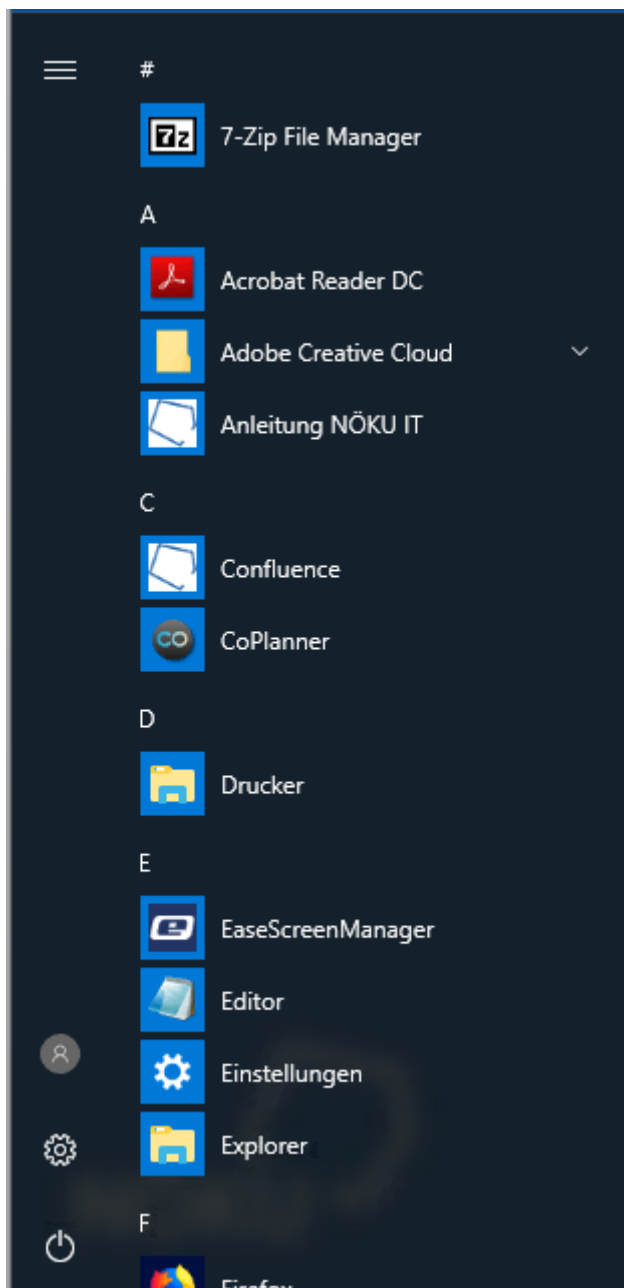 #
7-Zip File Manager
A
Acrobat Reader DC
Adobe Creative Cloud
Anleitung NÖKU IT
C
Confluence
CoPlanner
D
Drucker
E
EaseScreenManager
Editor
Einstellungen
Explorer
F
Firefox